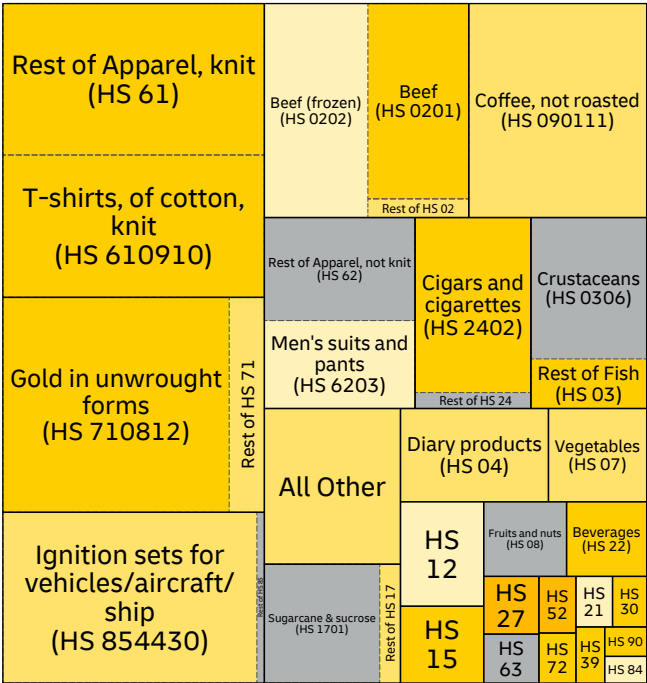 Rest of Apparel, knit
(HS 61)
T-shirts, of cotton,
knit
(HS 610910)
Gold in unwrought
forms
(HS 710812)
Rest of HS 71
Ignition sets for
vehicles/aircraft/
ship
(HS 854430)
Rest of HS 85
Beef (frozen)
(HS 0202)
Beef
(HS 0201)
Rest of HS 02
Coffee, not roasted
(HS 090111)
Rest of Apparel, not knit
(HS 62)
Men's suits and
pants
(HS 6203)
Cigars and
cigarettes
(HS 2402)
Rest of HS 24
Crustaceans
(HS 0306)
Rest of Fish
(HS 03)
All Other
Sugarcane & sucrose
(HS 1701)
Rest of HS 17
Diary products
(HS 04)
Vegetables
(HS 07)
HS
12
HS
15
Fruits and nuts
(HS 08)
Beverages
(HS 22)
HS
27
HS
52
HS
21
HS
30
HS
63
HS
72
HS
39
HS 90
HS 84